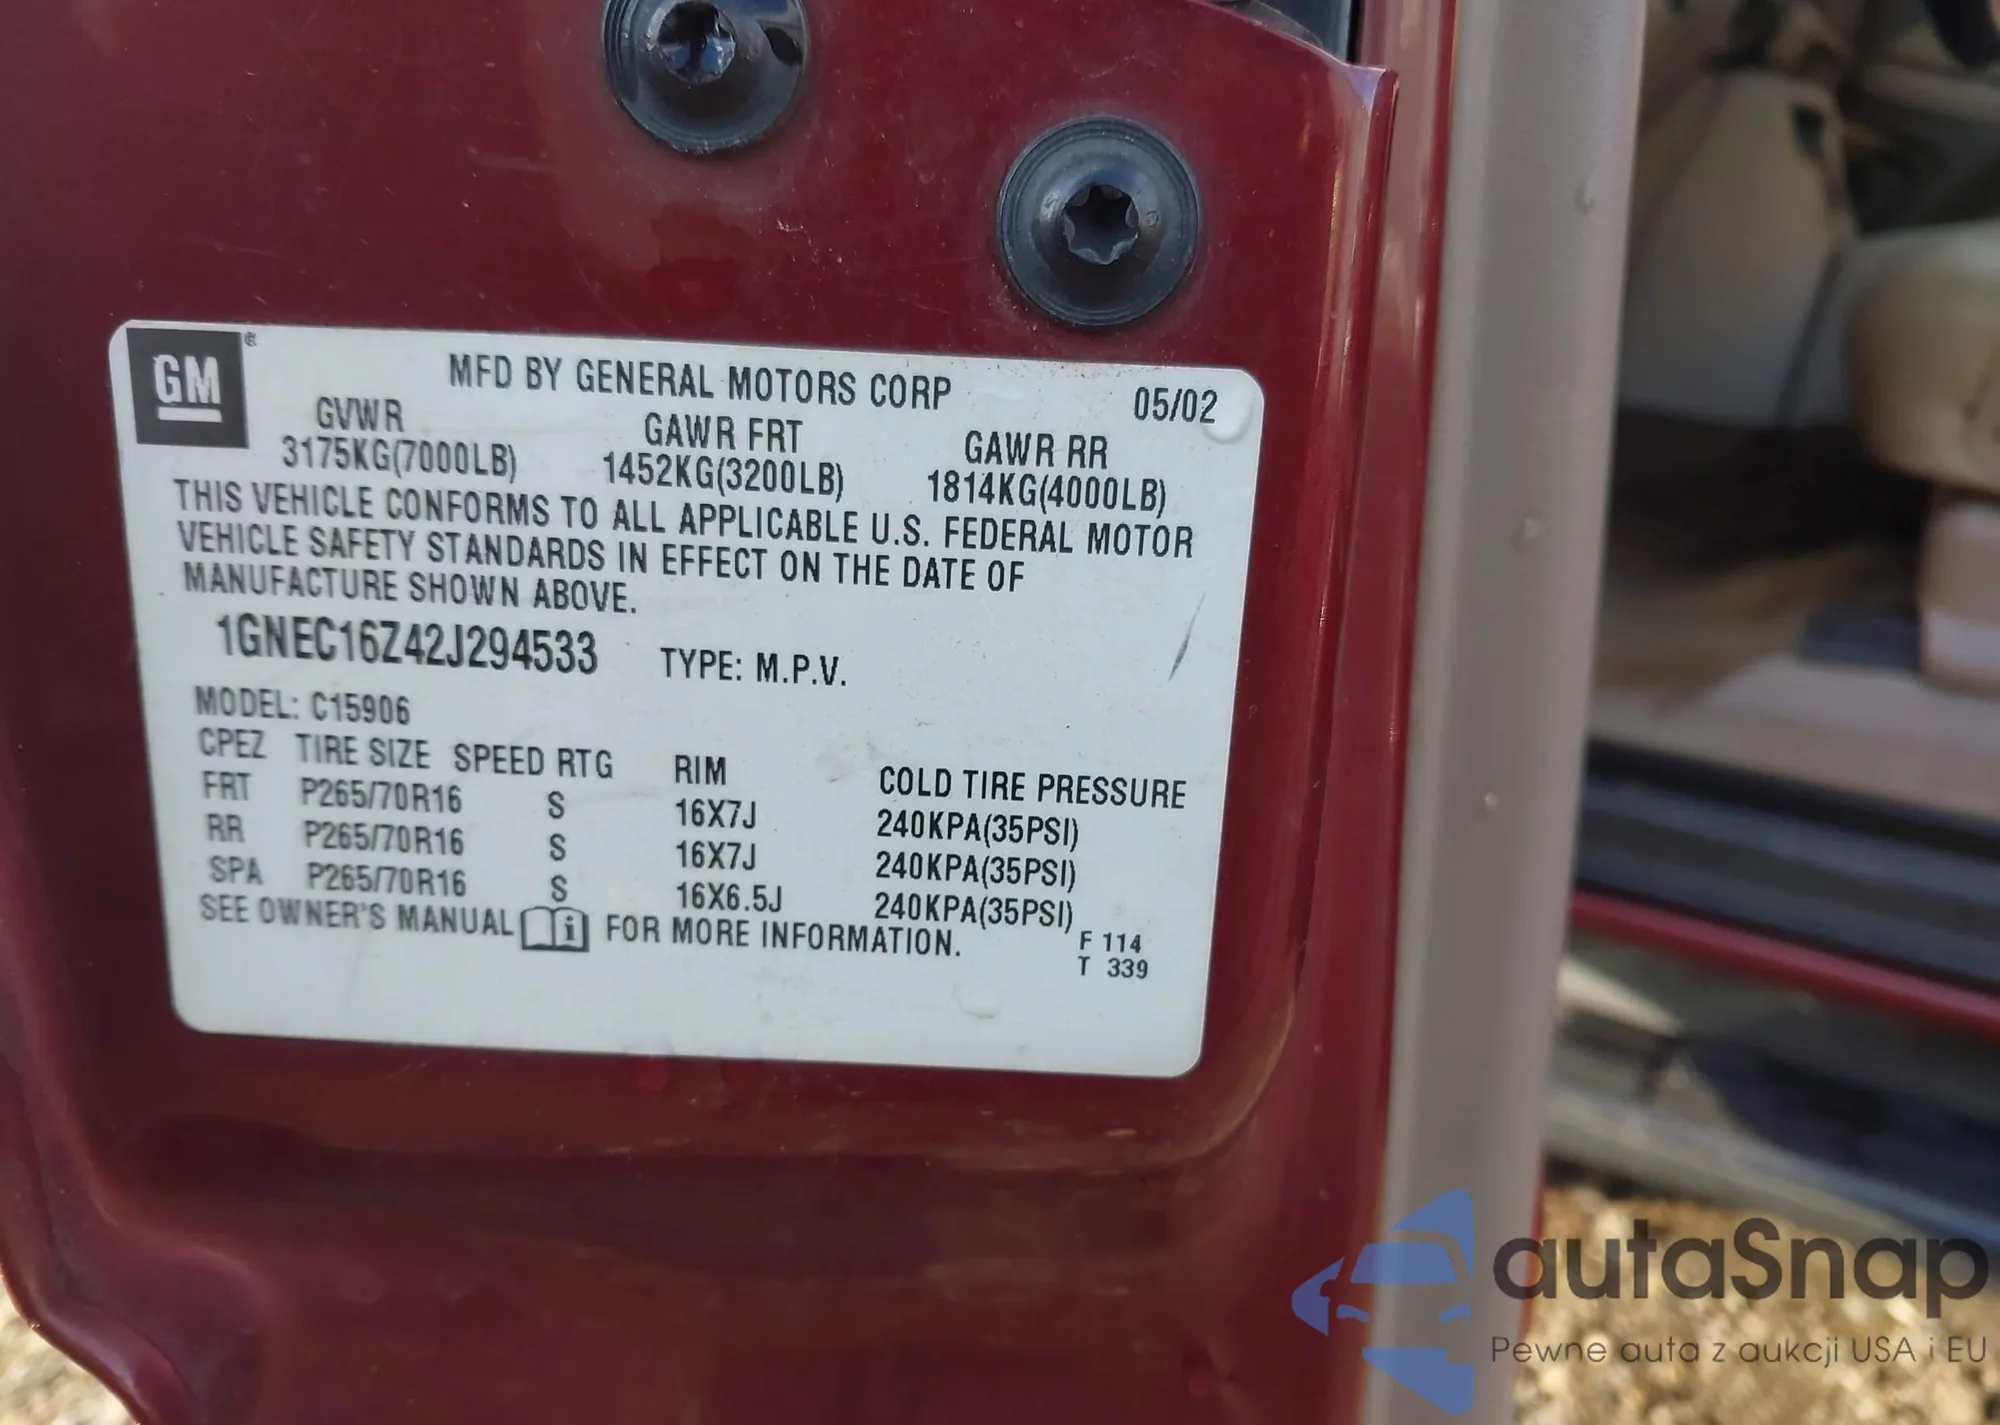 GM
MFD BY GENERAL MOTORS CORP 05/02
GVWR GAWR FRT GAWR RR
3175KG(7000LB) 1452KG(3200LB) 1814KG(4000LB)
THIS VEHICLE CONFORMS TO ALL APPLICABLE U.S. FEDERAL MOTOR
VEHICLE SAFETY STANDARDS IN EFFECT ON THE DATE OF
MANUFACTURE SHOWN ABOVE.
1GNEC16Z42J294533 TYPE: M.P.V.
MODEL: C15906
CPEZ TIRE SIZE SPEED RTG RIM COLD TIRE PRESSURE
FRT P265/70R16 S 16X7J 240KPA(35PSI)
RR P265/70R16 S 16X7J 240KPA(35PSI)
SPA P265/70R16 S 16X6.5J 240KPA(35PSI)
SEE OWNER'S MANUAL i FOR MORE INFORMATION.
F 114
T 339
autaSnap
Pewne auta z aukcji USA i EU